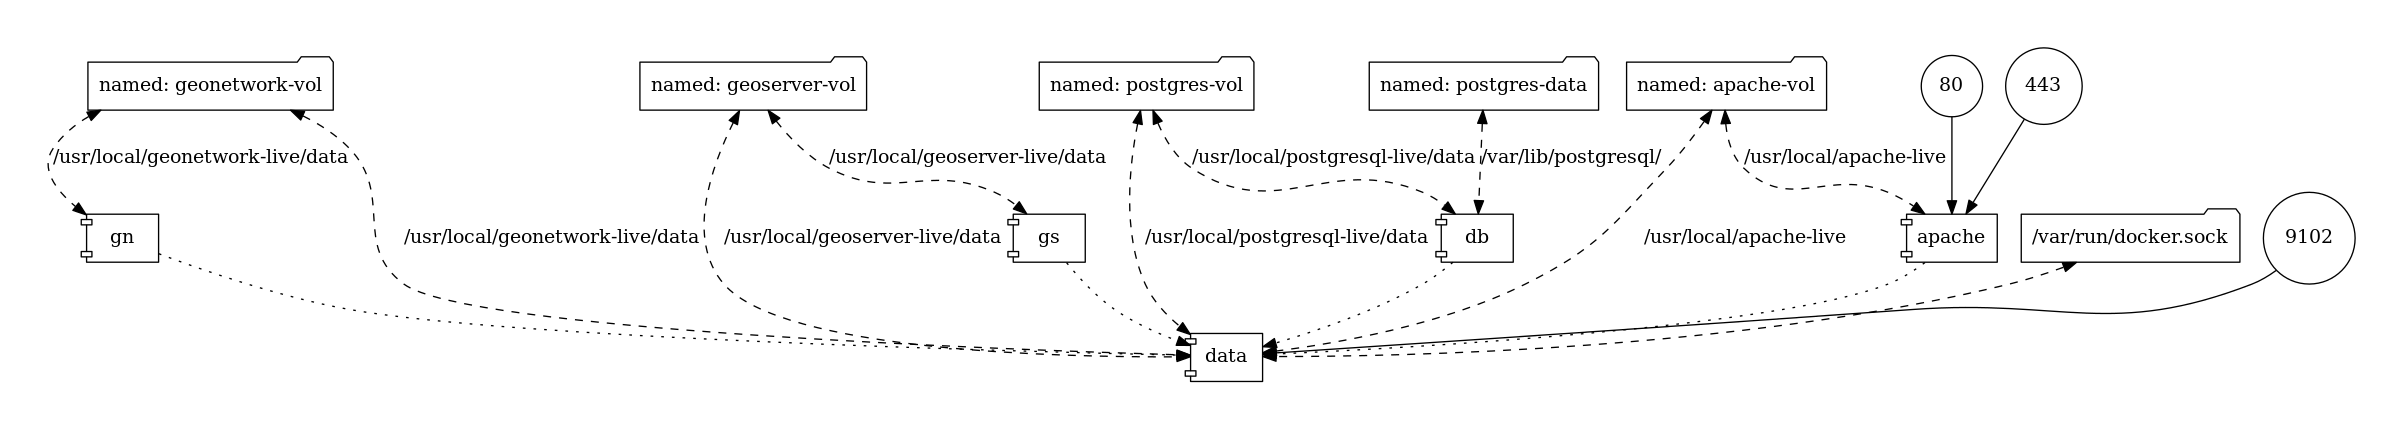 named: geonetwork-vol
named: geoserver-vol
named: postgres-vol
named: postgres-data
named: apache-vol
80
443
/usr/local/geonetwork-live/data
/usr/local/geoserver-live/data
/usr/local/postgresql-live/data
/var/lib/postgresql/
/usr/local/apache-live
gn
/usr/local/geonetwork-live/data
/usr/local/geoserver-live/data
gs
/usr/local/postgresql-live/data
db
/usr/local/apache-live
apache
/var/run/docker.sock
9102
data